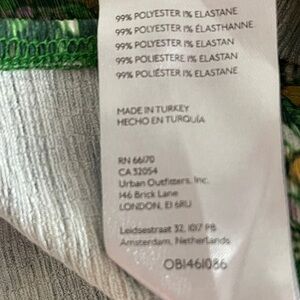 99% POLYESTER 1% ELASTANE
99% POLYESTER 1% ÉLASTHANNE
99% POLYESTER 1% ELASTAN
99% POLIESTERE 1% ELASTAN
99% POLIÉSTER 1% ELASTANE
MADE IN TURKEY
HECHO EN TURQUÍA
RN 66170
CA 32054
Urban Outfitters, Inc.
146 Brick Lane
LONDON, E1 6RU
Leidsestraat 32, 1017 PB
Amsterdam, Netherlands
OB1461086